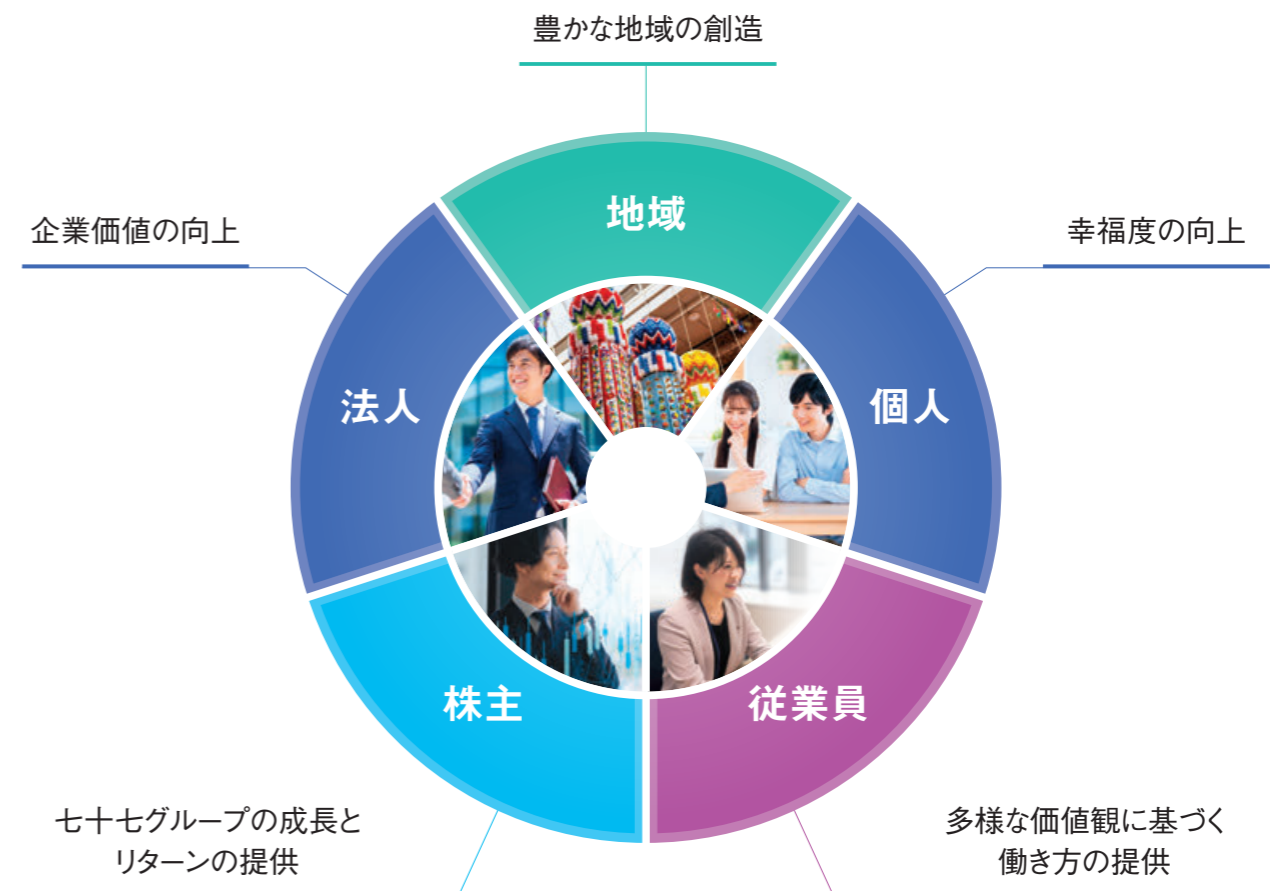 豊かな地域の創造
地域
企業価値の向上
幸福度の向上
法人
個人
株主
従業員
七十七グループの成長と
リターンの提供
多様な価値観に基づく
働き方の提供